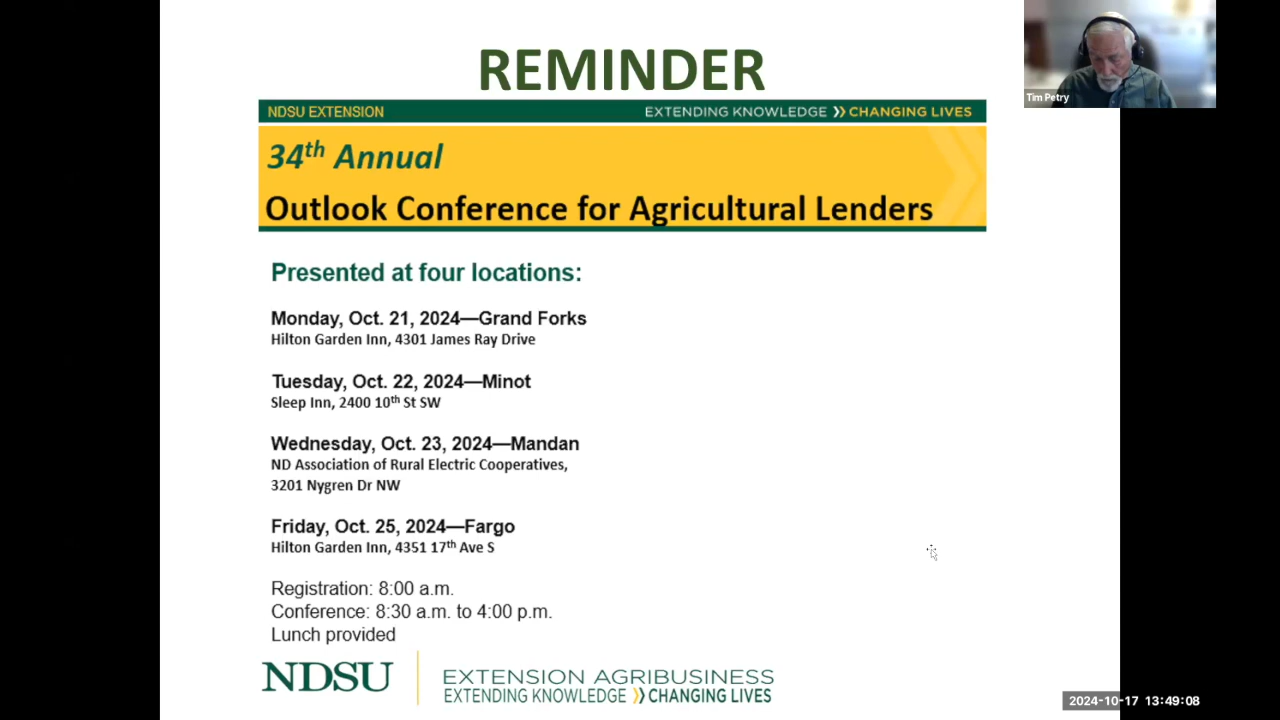 REMINDER
NDSU EXTENSION
EXTENDING KNOWLEDGE » CHANGING LIVES
34th Annual
Outlook Conference for Agricultural Lenders
Presented at four locations:
Monday, Oct. 21, 2024—Grand Forks
Hilton Garden Inn, 4301 James Ray Drive
Tuesday, Oct. 22, 2024—Minot
Sleep Inn, 2400 10th St SW
Wednesday, Oct. 23, 2024—Mandan
ND Association of Rural Electric Cooperatives,
3201 Nygren Dr NW
Friday, Oct. 25, 2024—Fargo
Hilton Garden Inn, 4351 17th Ave S
Registration: 8:00 a.m.
Conference: 8:30 a.m. to 4:00 p.m.
Lunch provided
NDSU
EXTENSION AGRIBUSINESS
EXTENDING KNOWLEDGE » CHANGING LIVES
Tim Petry
2024-10-17 13:49:08